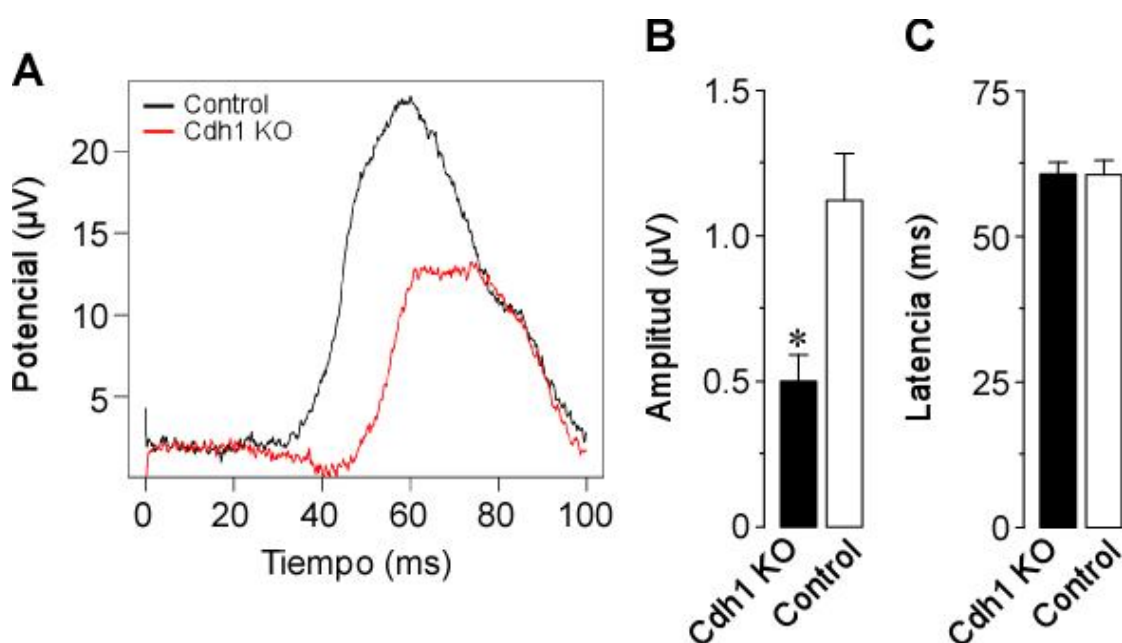 A
Control
Cdh1 KO
Potencial (µV)
20
15
10
5
0
20
40
60
80
100
Tiempo (ms)
B
Amplitud (µV)
1.5
1.0
0.5
0
*
Cdh1 KO
Control
C
Latencia (ms)
75
50
25
0
Cdh1 KO
Control